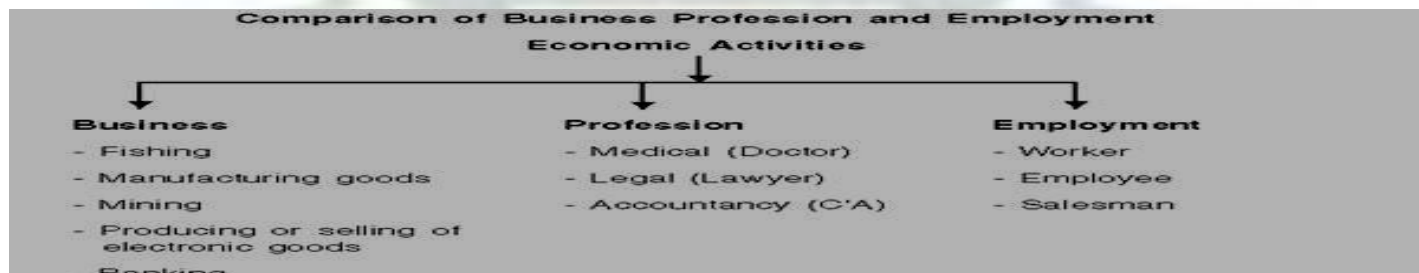 Comparison of Business Profession and Employment
Economic Activities
Business
- Fishing
- Manufacturing goods
- Mining
- Producing or selling of
electronic goods
Banking
Profession
- Medical (Doctor)
- Legal (Lawyer)
- Accountancy (C'A)
Employment
- Worker
- Employee
- Salesman